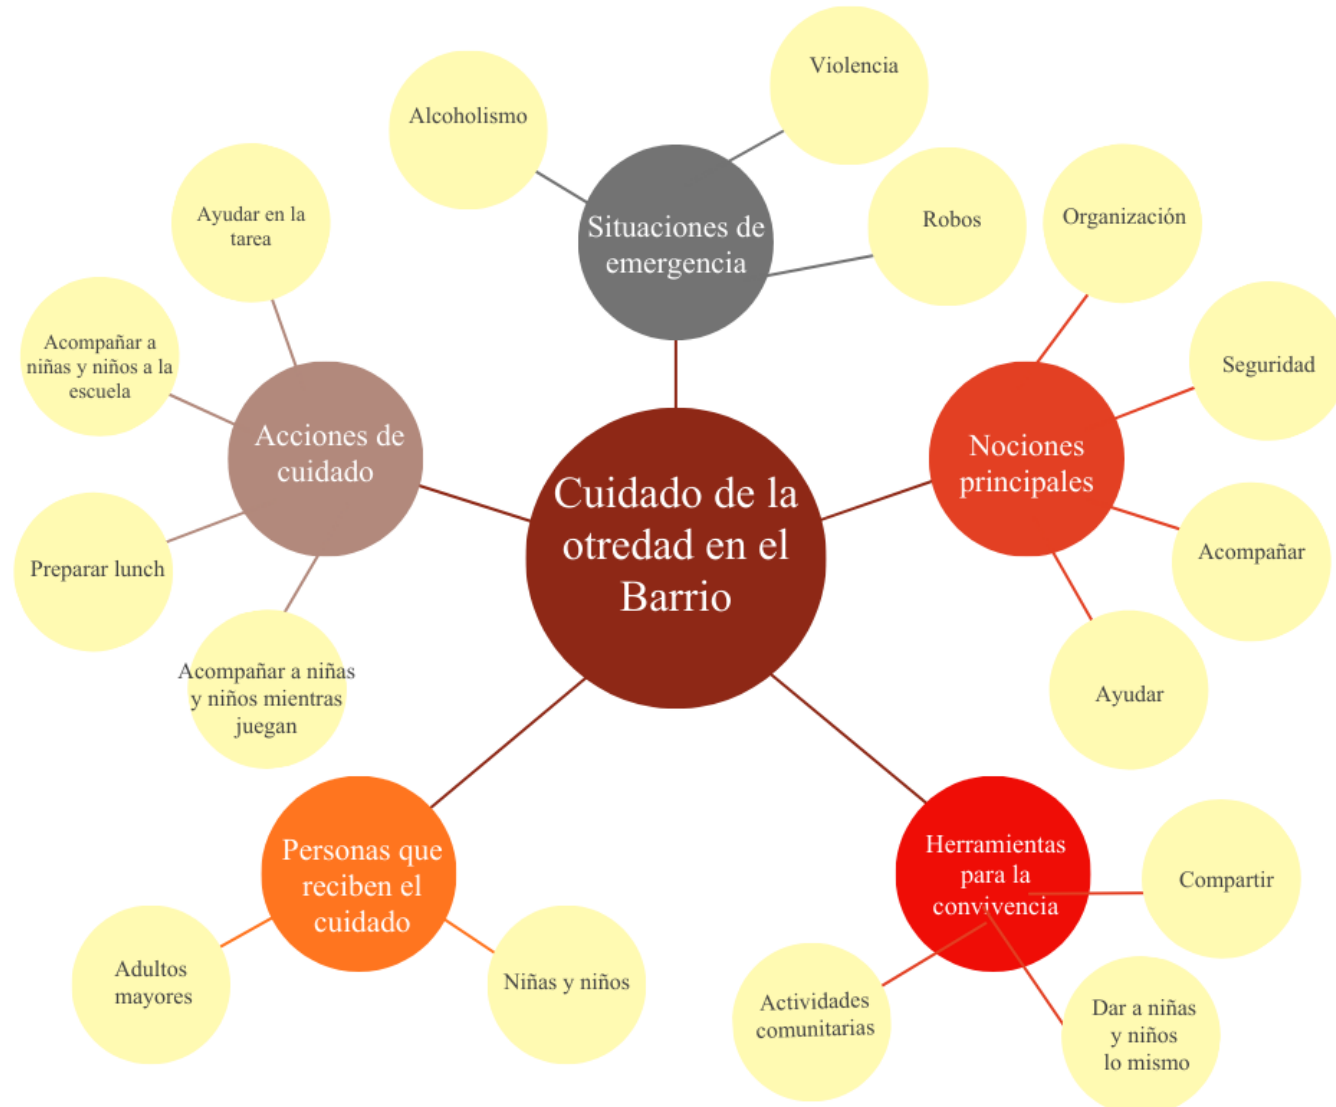 Cuidado de la
otredad en el
Barrio
Situaciones de
emergencia
Alcoholismo
Violencia
Robos
Nociones
principales
Organización
Seguridad
Acompañar
Ayudar
Herramientas
para la
convivencia
Compartir
Dar a niñas
y niños
lo mismo
Actividades
comunitarias
Personas que
reciben el
cuidado
Niñas y niños
Adultos
mayores
Acciones de
cuidado
Acompañar a niñas
y niños mientras
juegan
Preparar lunch
Acompañar a
niñas y niños a la
escuela
Ayudar en la
tarea